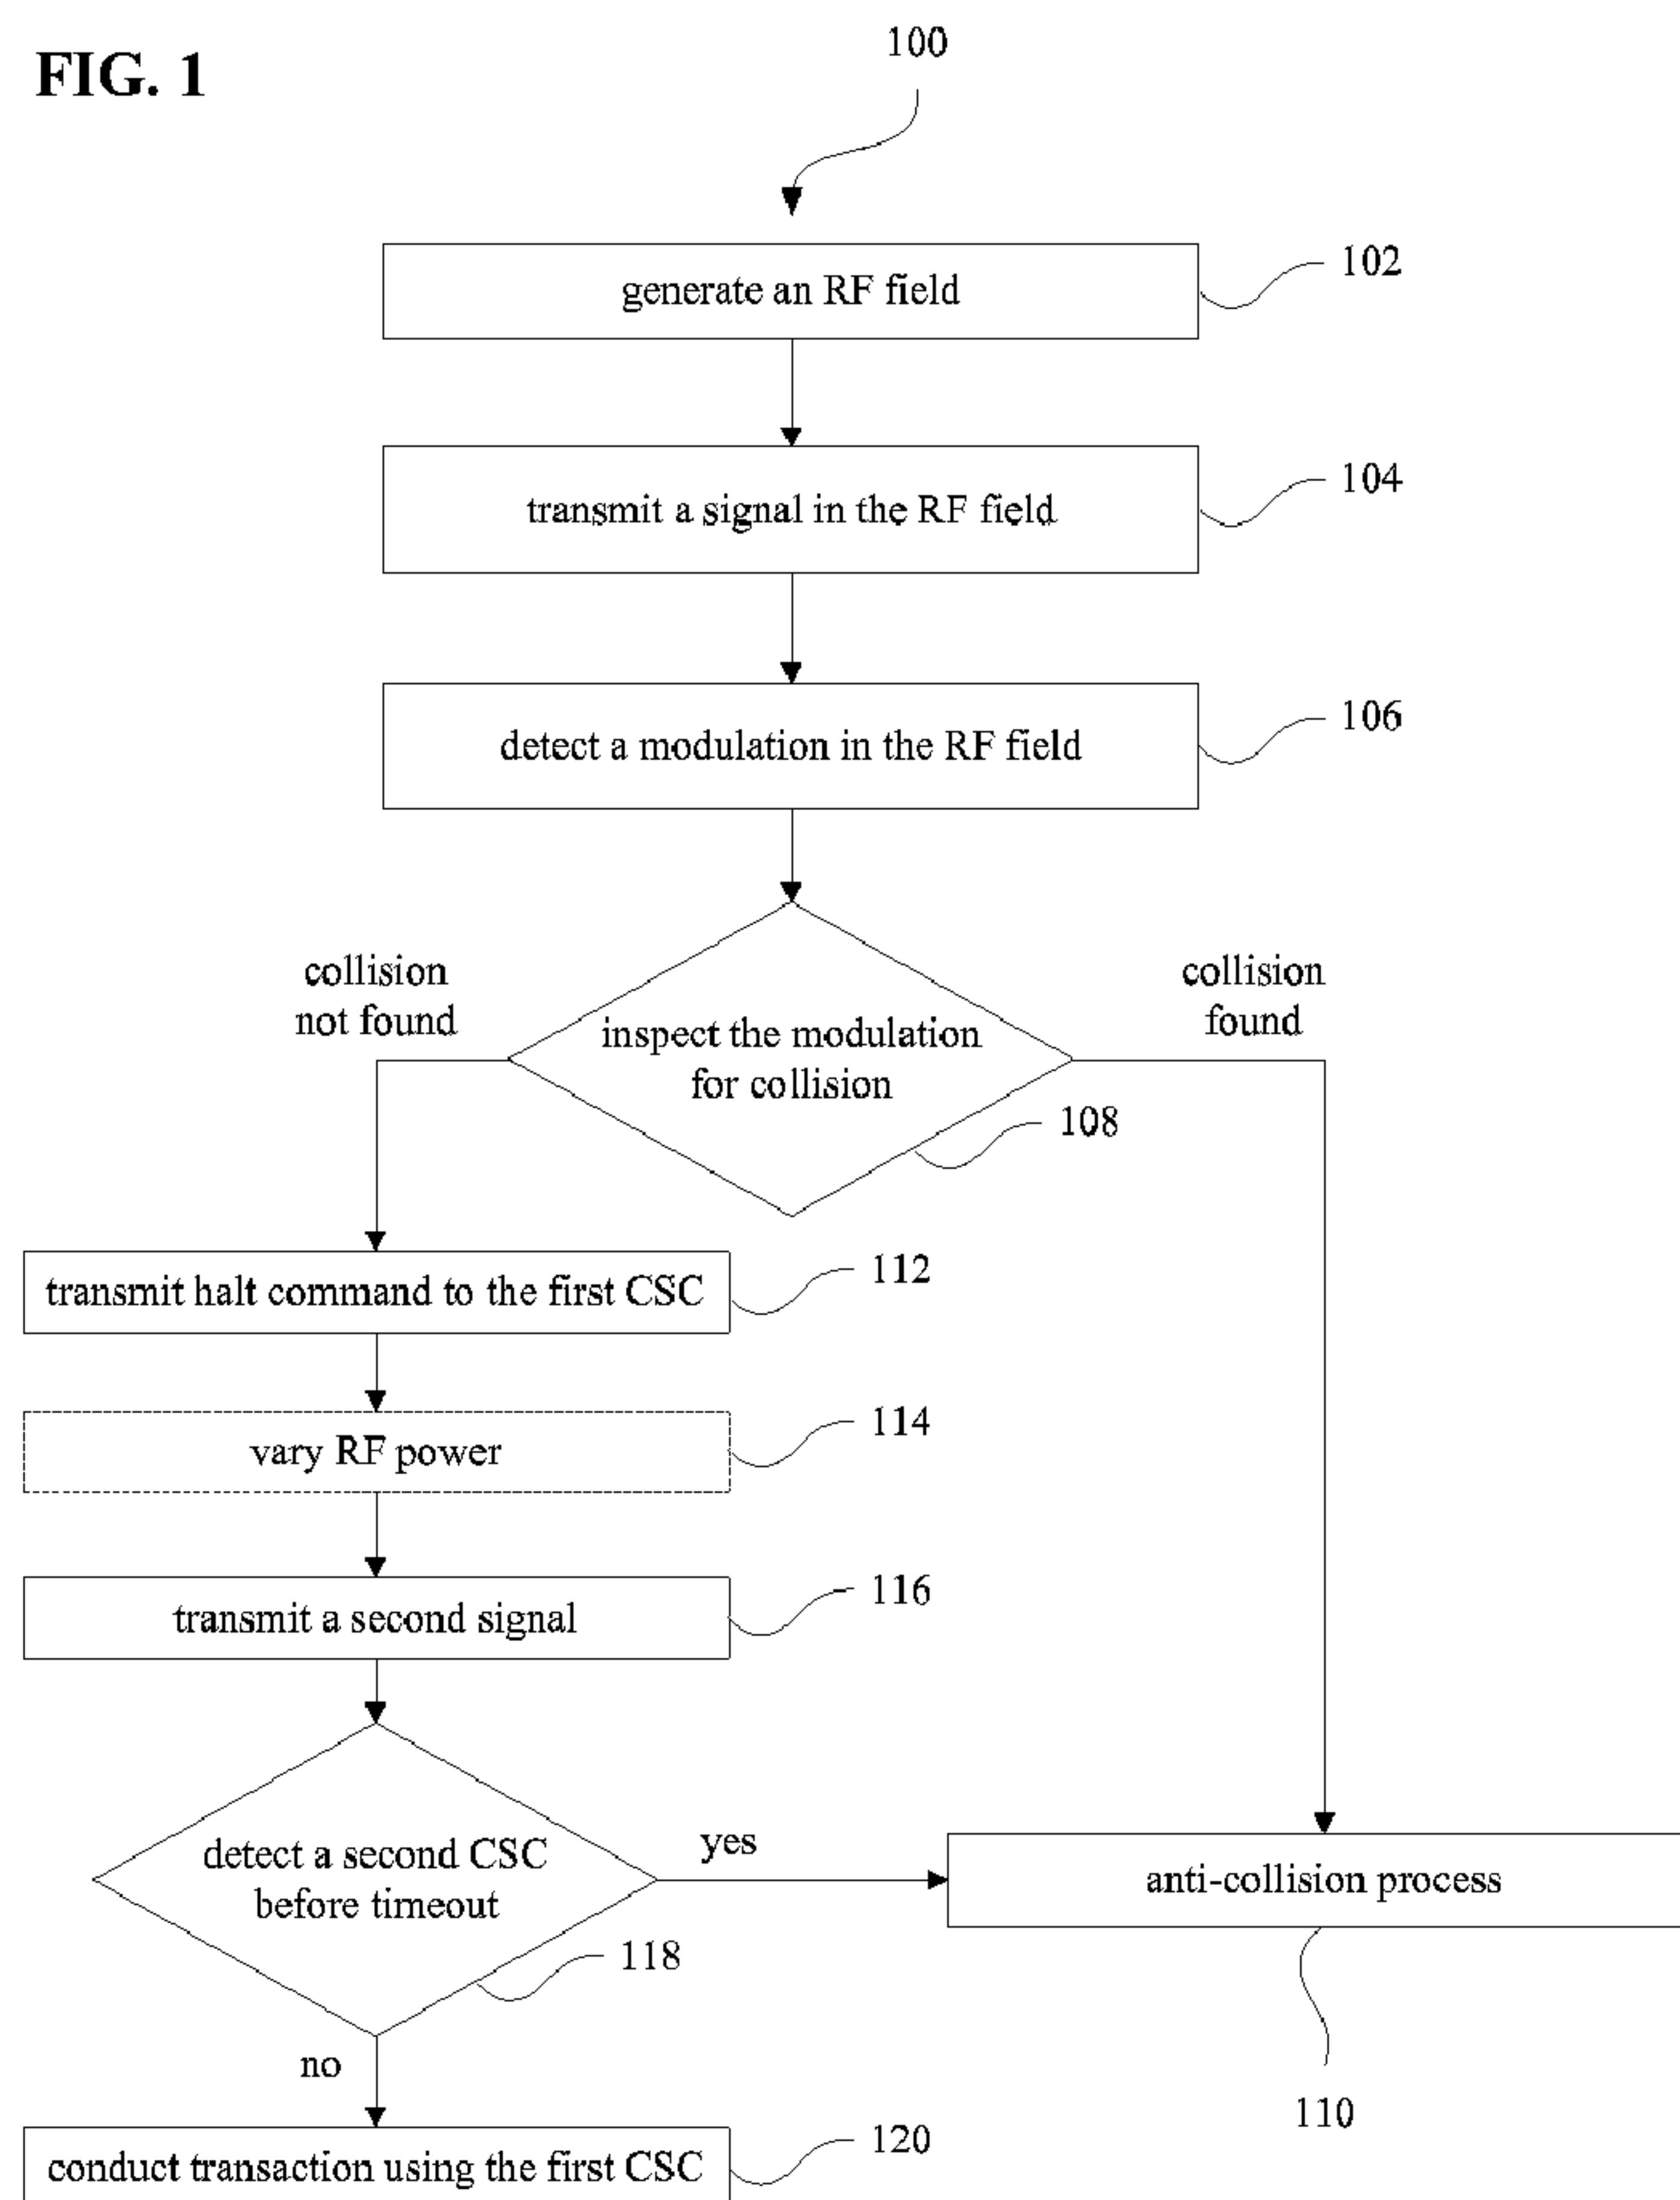 FIG. 1
100
generate an RF field
102
transmit a signal in the RF field
104
detect a modulation in the RF field
106
collision
not found
collision
found
inspect the modulation
for collision
108
transmit halt command to the first CSC
112
vary RF power
114
transmit a second signal
116
detect a second CSC
before timeout
yes
anti-collision process
118
no
110
conduct transaction using the first CSC
120